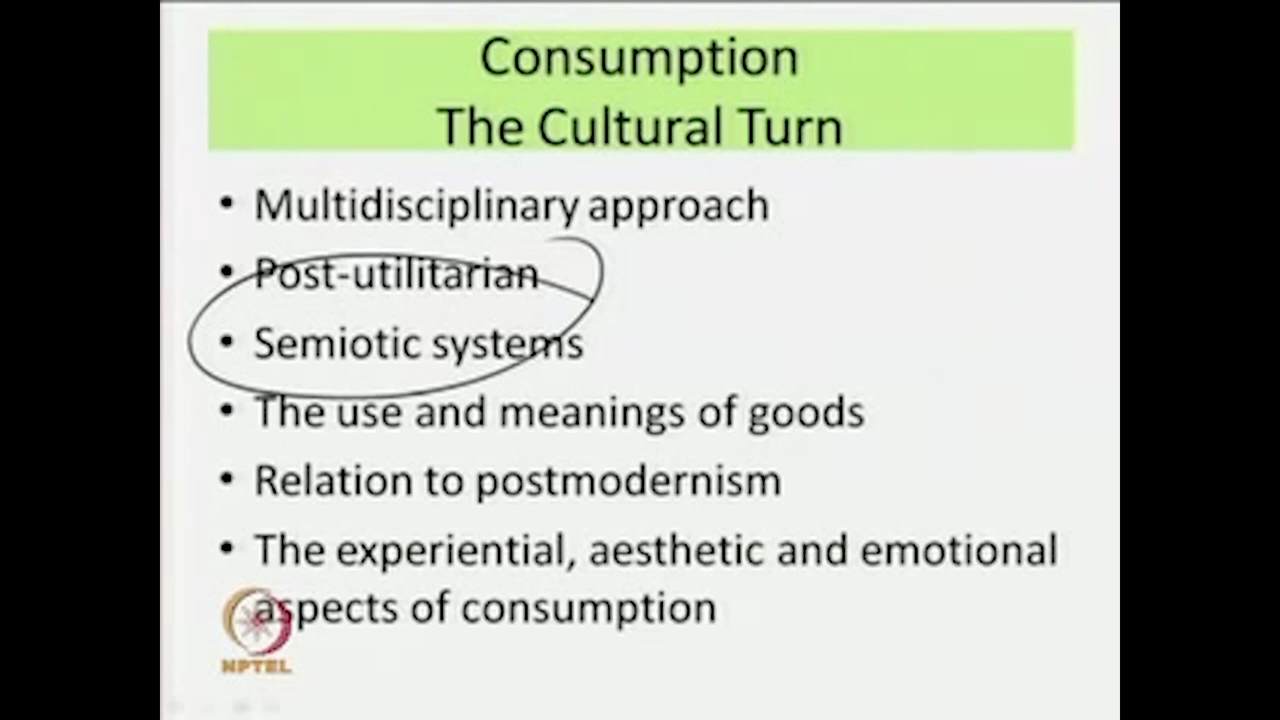 Consumption
The Cultural Turn
• Multidisciplinary approach
• Post-utilitarian
• Semiotic systems
• The use and meanings of goods
• Relation to postmodernism
• The experiential, aesthetic and emotional
aspects of consumption
NPTEL